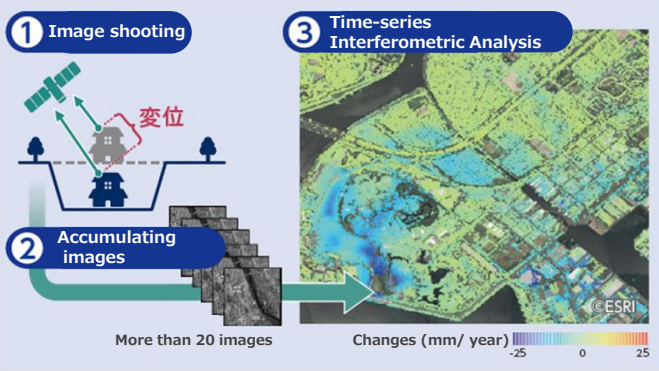 1 Image shooting
変位
2 Accumulating
images
More than 20 images
3 Time-series
Interferometric Analysis
©ESRI
Changes (mm/ year)
-25 0 25